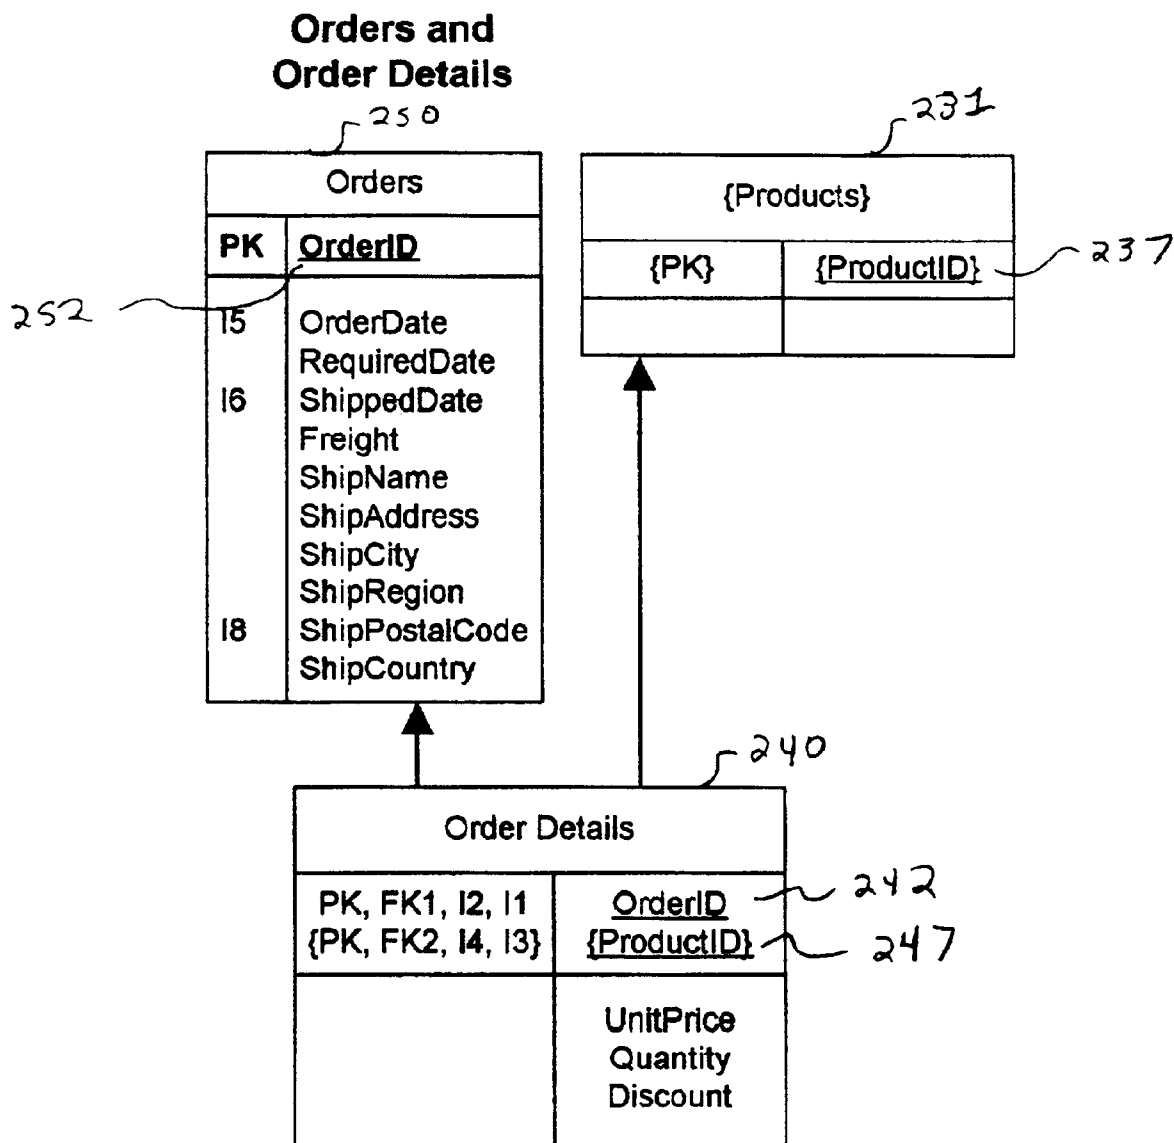 Orders and
Order Details
250
Orders
PK OrderID
252
I5 OrderDate
RequiredDate
I6 ShippedDate
Freight
ShipName
ShipAddress
ShipCity
ShipRegion
I8 ShipPostalCode
ShipCountry
231
{Products}
{PK} {ProductID} 237
240
Order Details
PK, FK1, I2, I1 OrderID 242
{PK, FK2, I4, I3} {ProductID} 247
UnitPrice
Quantity
Discount